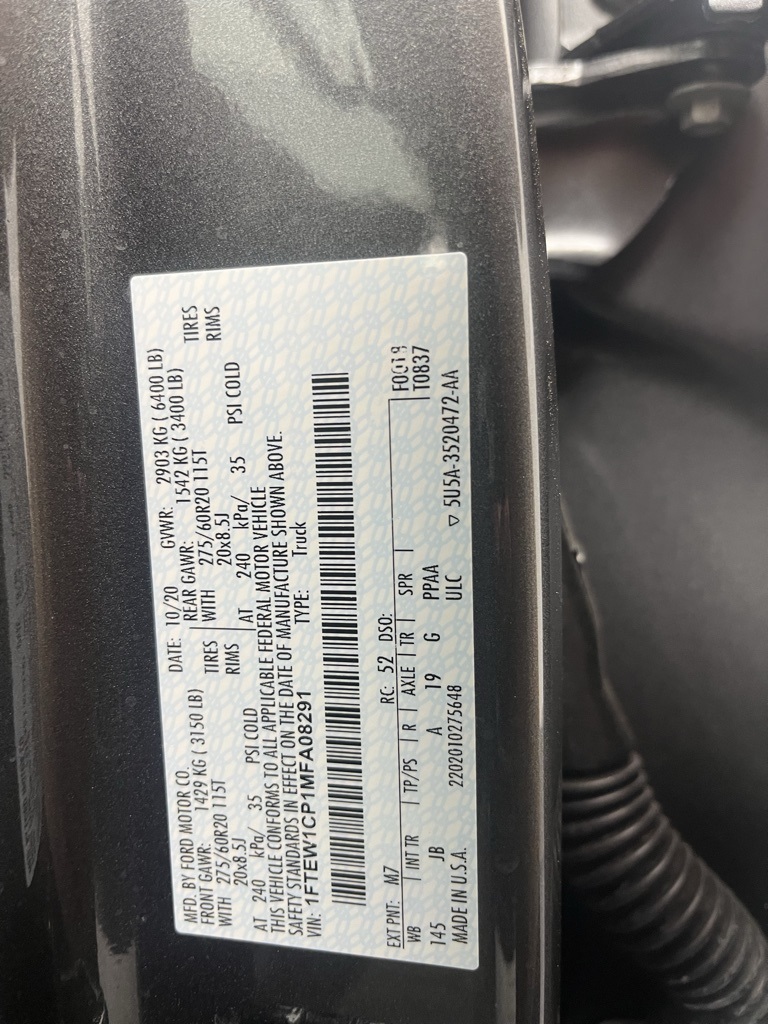 MFD. BY FORD MOTOR CO.
DATE: 10/20 GVWR: 2903 KG ( 6400 LB)
FRONT GAWR: 1429 KG ( 3150 LB) REAR GAWR: 1542 KG ( 3400 LB)
WITH 275/60R20 115T TIRES WITH 275/60R20 115T TIRES
20x8.5J RIMS 20x8.5J RIMS
AT 240 kPa/ 35 PSI COLD AT 240 kPa/ 35 PSI COLD
THIS VEHICLE CONFORMS TO ALL APPLICABLE FEDERAL MOTOR VEHICLE
SAFETY STANDARDS IN EFFECT ON THE DATE OF MANUFACTURE SHOWN ABOVE.
VIN: 1FTEW1CP1MFA08291 TYPE: Truck
EXT PNT: M7 RC: 52 DSO:
WB INT TR TP/PS R AXLE TR SPR
145 JB A 19 G PPAA T0837
MADE IN U.S.A. 2202010275648 ULC ▽ 5U5A-3520472-AA